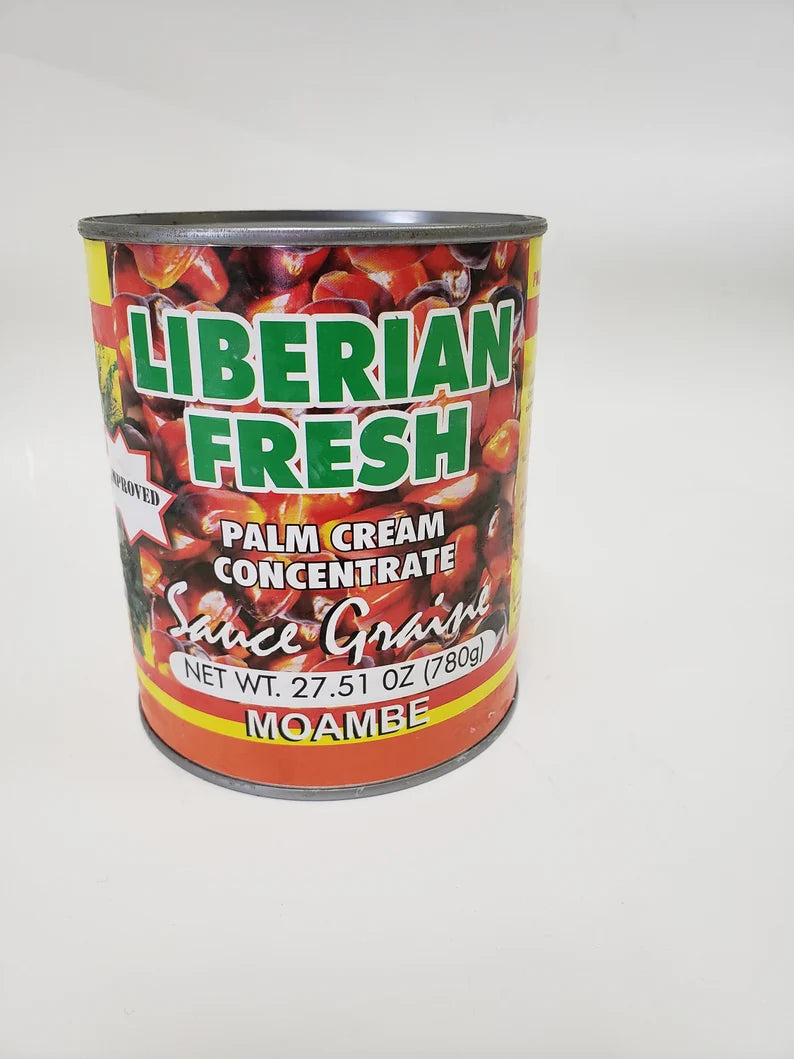 LIBERIAN
FRESH
PALM CREAM
CONCENTRATE
Sauce Graine
NET WT. 27.51 OZ (780g)
MOAMBE